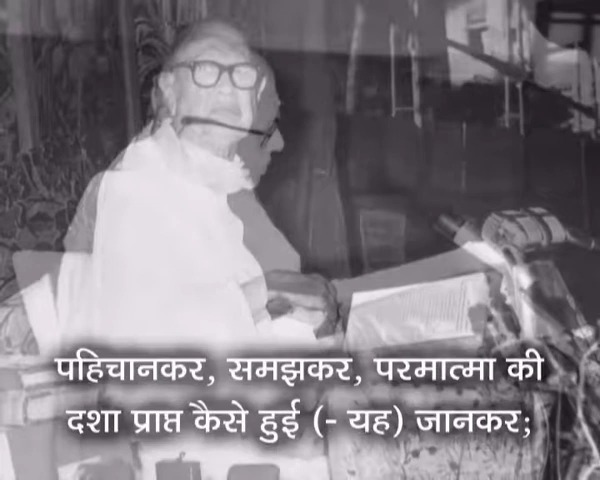 पहिचानकर, समझकर, परमात्मा की
दशा प्राप्त कैसे हुई (- यह) जानकर;